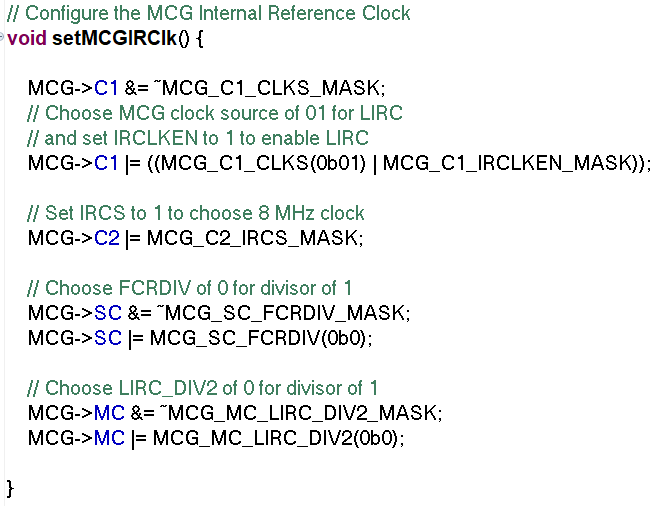 // Configure the MCG Internal Reference Clock
void setMCGIRClk() {
MCG->C1 &= ~MCG_C1_CLKS_MASK;
// Choose MCG clock source of 01 for LIRC
// and set IRCLKEN to 1 to enable LIRC
MCG->C1 |= ((MCG_C1_CLKS(0b01) | MCG_C1_IRCLKEN_MASK));
// Set IRCS to 1 to choose 8 MHz clock
MCG->C2 |= MCG_C2_IRCS_MASK;
// Choose FCRDIV of 0 for divisor of 1
MCG->SC &= ~MCG_SC_FCRDIV_MASK;
MCG->SC |= MCG_SC_FCRDIV(0b0);
// Choose LIRC_DIV2 of 0 for divisor of 1
MCG->MC &= ~MCG_MC_LIRC_DIV2_MASK;
MCG->MC |= MCG_MC_LIRC_DIV2(0b0);
}